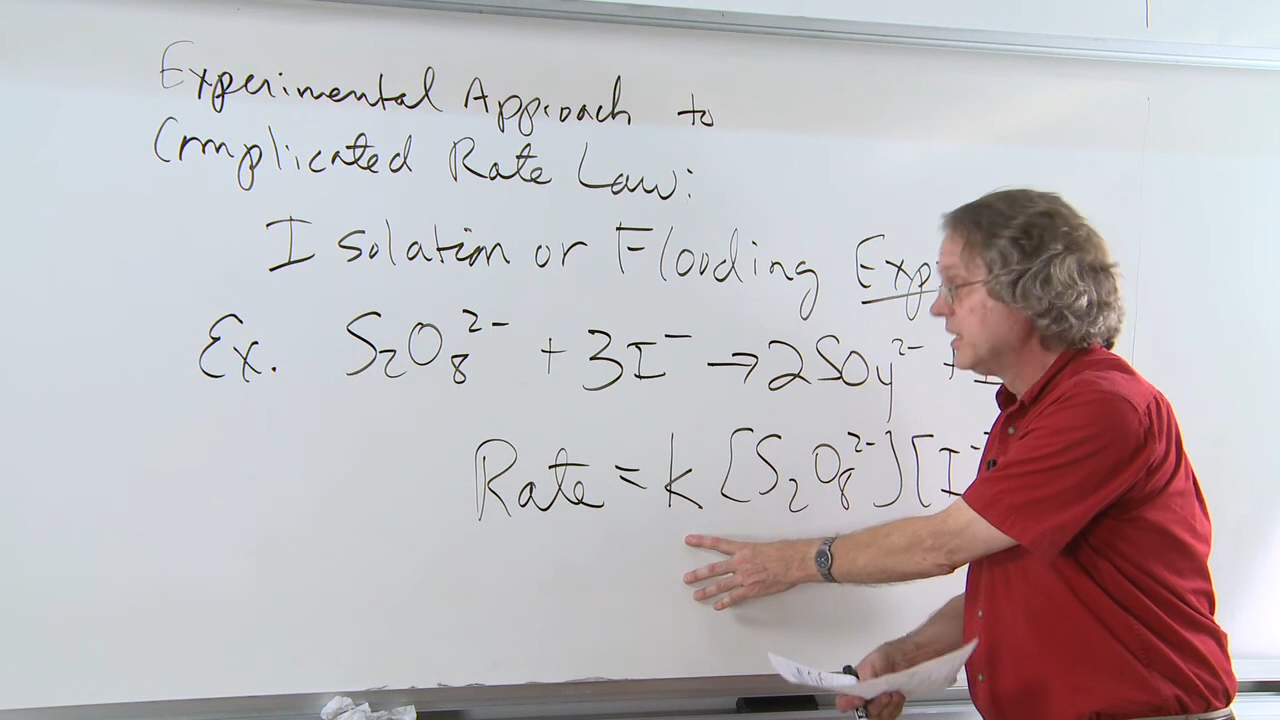 Experimental Approach to
Complicated Rate Law:
Isolation or Flooding Exp
Ex. S₂O₈²⁻ + 3I⁻ → 2SO₄²⁻ + I
Rate = k [S₂O₈²⁻][I⁻